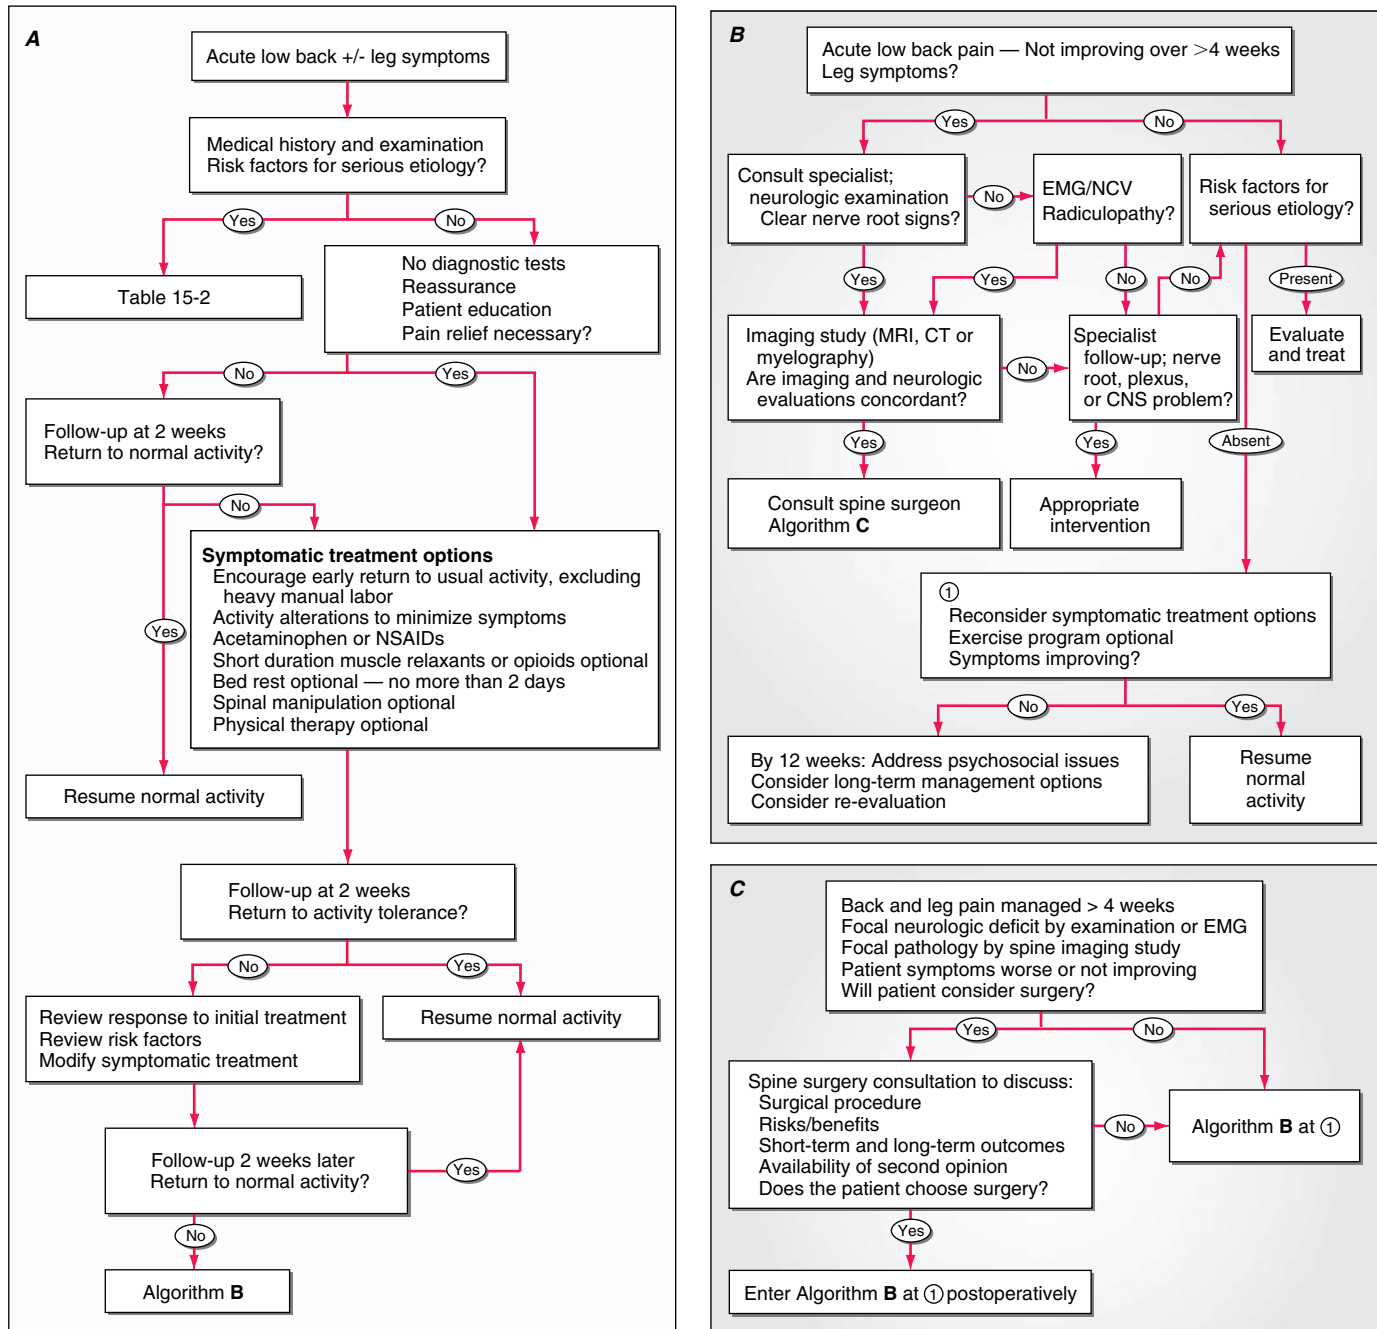 A
Acute low back +/- leg symptoms
Medical history and examination
Risk factors for serious etiology?
Yes
No
Table 15-2
No diagnostic tests
Reassurance
Patient education
Pain relief necessary?
No
Yes
Follow-up at 2 weeks
Return to normal activity?
No
Yes
Symptomatic treatment options
Encourage early return to usual activity, excluding
heavy manual labor
Activity alterations to minimize symptoms
Acetaminophen or NSAIDs
Short duration muscle relaxants or opioids optional
Bed rest optional — no more than 2 days
Spinal manipulation optional
Physical therapy optional
Resume normal activity
Follow-up at 2 weeks
Return to activity tolerance?
No
Yes
Review response to initial treatment
Review risk factors
Modify symptomatic treatment
Resume normal activity
Follow-up 2 weeks later
Return to normal activity?
Yes
No
Algorithm B
B
Acute low back pain — Not improving over >4 weeks
Leg symptoms?
Yes
No
Consult specialist;
neurologic examination
Clear nerve root signs?
No
EMG/NCV
Radiculopathy?
Risk factors for
serious etiology?
Yes
Yes
No
No
Present
Imaging study (MRI, CT or
myelography)
Are imaging and neurologic
evaluations concordant?
No
Specialist
follow-up; nerve
root, plexus,
or CNS problem?
Evaluate
and treat
Yes
Yes
Absent
Consult spine surgeon
Algorithm C
Appropriate
intervention
①
Reconsider symptomatic treatment options
Exercise program optional
Symptoms improving?
No
Yes
By 12 weeks: Address psychosocial issues
Consider long-term management options
Consider re-evaluation
Resume
normal
activity
C
Back and leg pain managed > 4 weeks
Focal neurologic deficit by examination or EMG
Focal pathology by spine imaging study
Patient symptoms worse or not improving
Will patient consider surgery?
Yes
No
Spine surgery consultation to discuss:
Surgical procedure
Risks/benefits
Short-term and long-term outcomes
Availability of second opinion
Does the patient choose surgery?
No
Algorithm B at ①
Yes
Enter Algorithm B at ① postoperatively